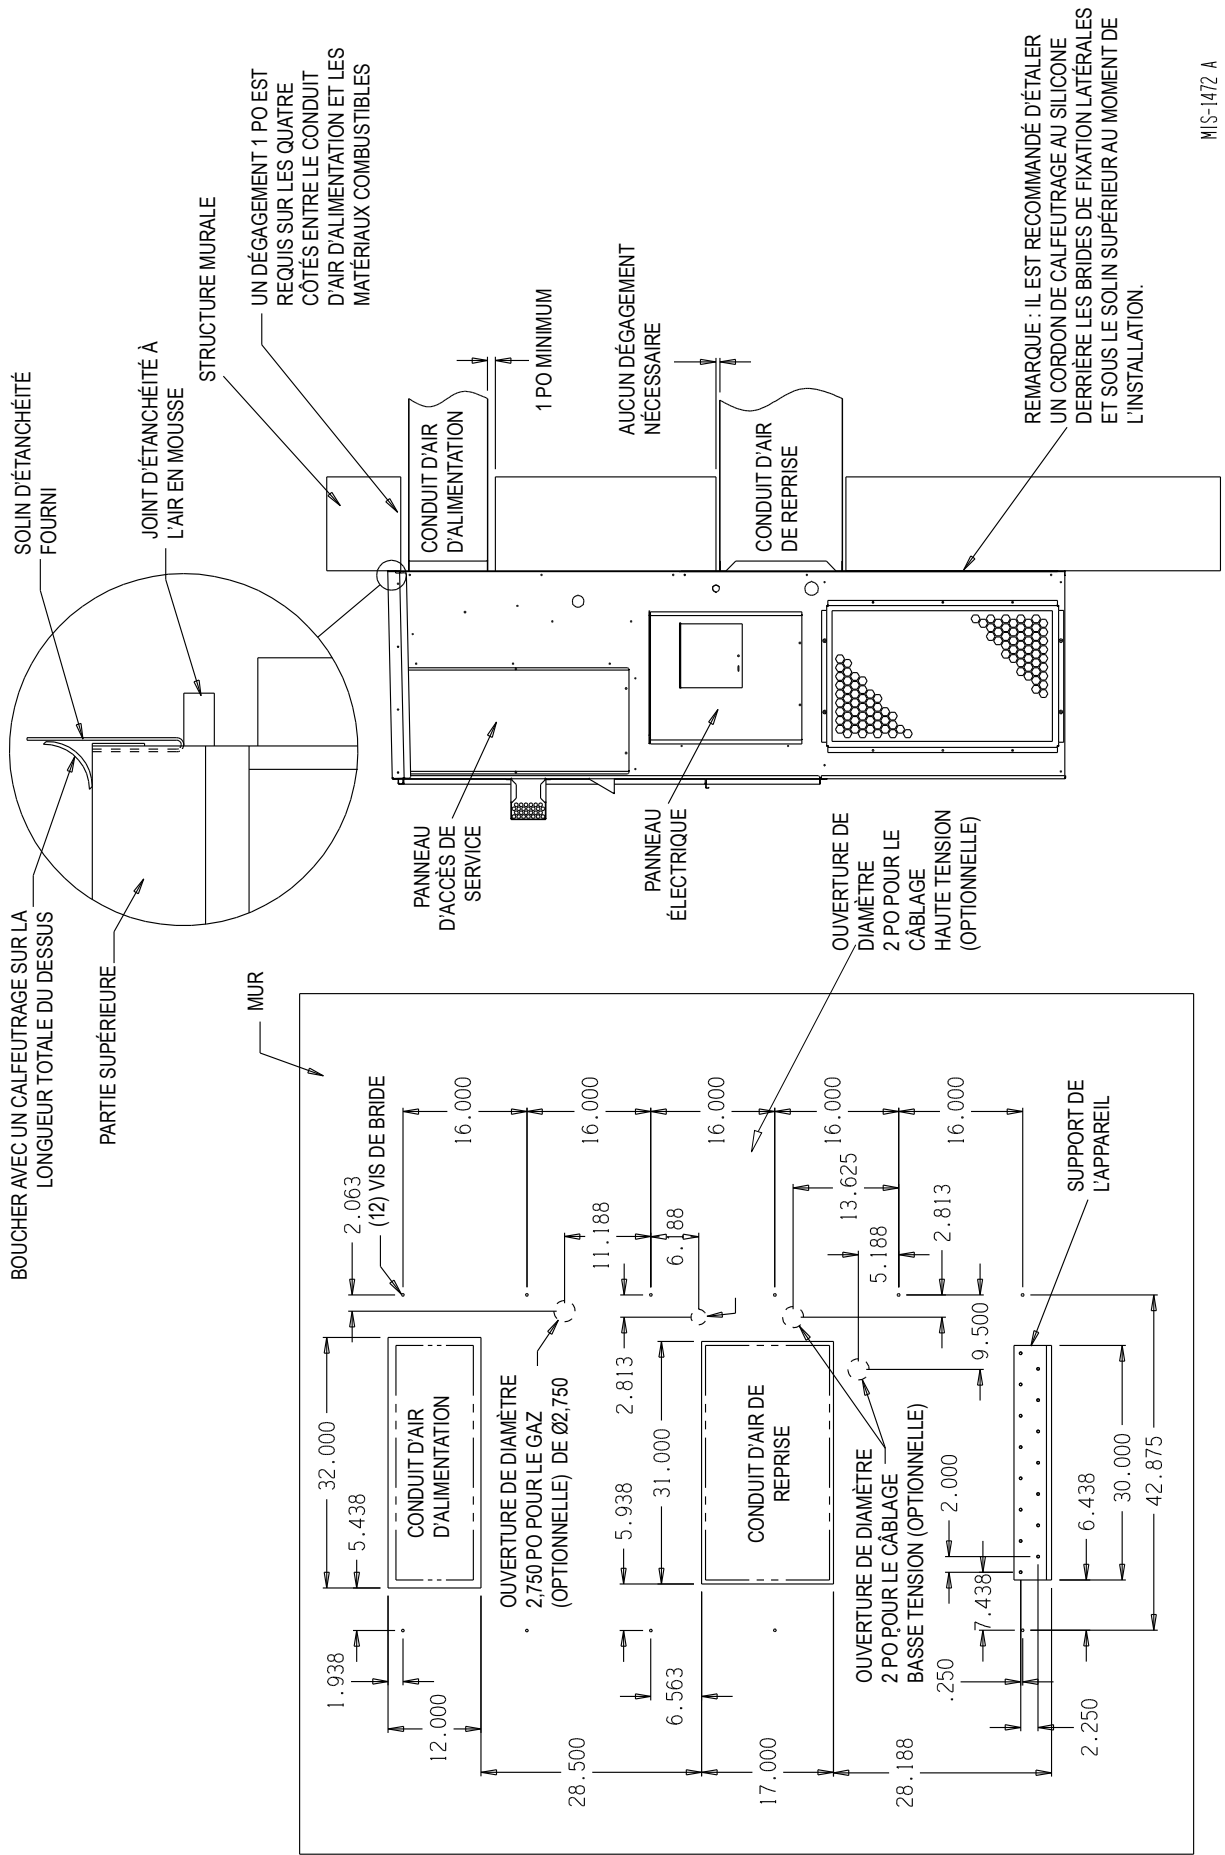 BOUCHER AVEC UN CALFEUTRAGE SUR LA
LONGUEUR TOTALE DU DESSUS
PARTIE SUPÉRIEURE
SOLIN D'ÉTANCHÉITÉ
FOURNI
JOINT D'ÉTANCHÉITÉ À
L'AIR EN MOUSSE
STRUCTURE MURALE
UN DÉGAGEMENT 1 PO EST
REQUIS SUR LES QUATRE
CÔTÉS ENTRE LE CONDUIT
D'AIR D'ALIMENTATION ET LES
MATÉRIAUX COMBUSTIBLES
CONDUIT D'AIR
D'ALIMENTATION
1 PO MINIMUM
AUCUN DÉGAGEMENT
NÉCESSAIRE
CONDUIT D'AIR
DE REPRISE
PANNEAU
D'ACCÈS DE
SERVICE
PANNEAU
ÉLECTRIQUE
REMARQUE : IL EST RECOMMANDÉ D'ÉTALER
UN CORDON DE CALFEUTRAGE AU SILICONE
DERRIÈRE LES BRIDES DE FIXATION LATÉRALES
ET SOUS LE SOLIN SUPÉRIEUR AU MOMENT DE
L'INSTALLATION.
MUR
OUVERTURE DE
DIAMÈTRE
2 PO POUR LE
CÂBLAGE
HAUTE TENSION
(OPTIONNELLE)
2.063
(12) VIS DE BRIDE
16.000
16.000
16.000
16.000
16.000
32.000
5.438
1.938
12.000
CONDUIT D'AIR
D'ALIMENTATION
OUVERTURE DE DIAMÈTRE
2,750 PO POUR LE GAZ
(OPTIONNELLE) DE Ø2,750
11.188
6.188
2.813
28.500
5.938
31.000
6.563
CONDUIT D'AIR DE
REPRISE
17.000
13.625
5.188
2.813
9.500
OUVERTURE DE DIAMÈTRE
2 PO POUR LE CÂBLAGE
BASSE TENSION (OPTIONNELLE)
28.188
2.000
7.438
.250
2.250
6.438
30.000
42.875
SUPPORT DE
L'APPAREIL
MIS-1472 A